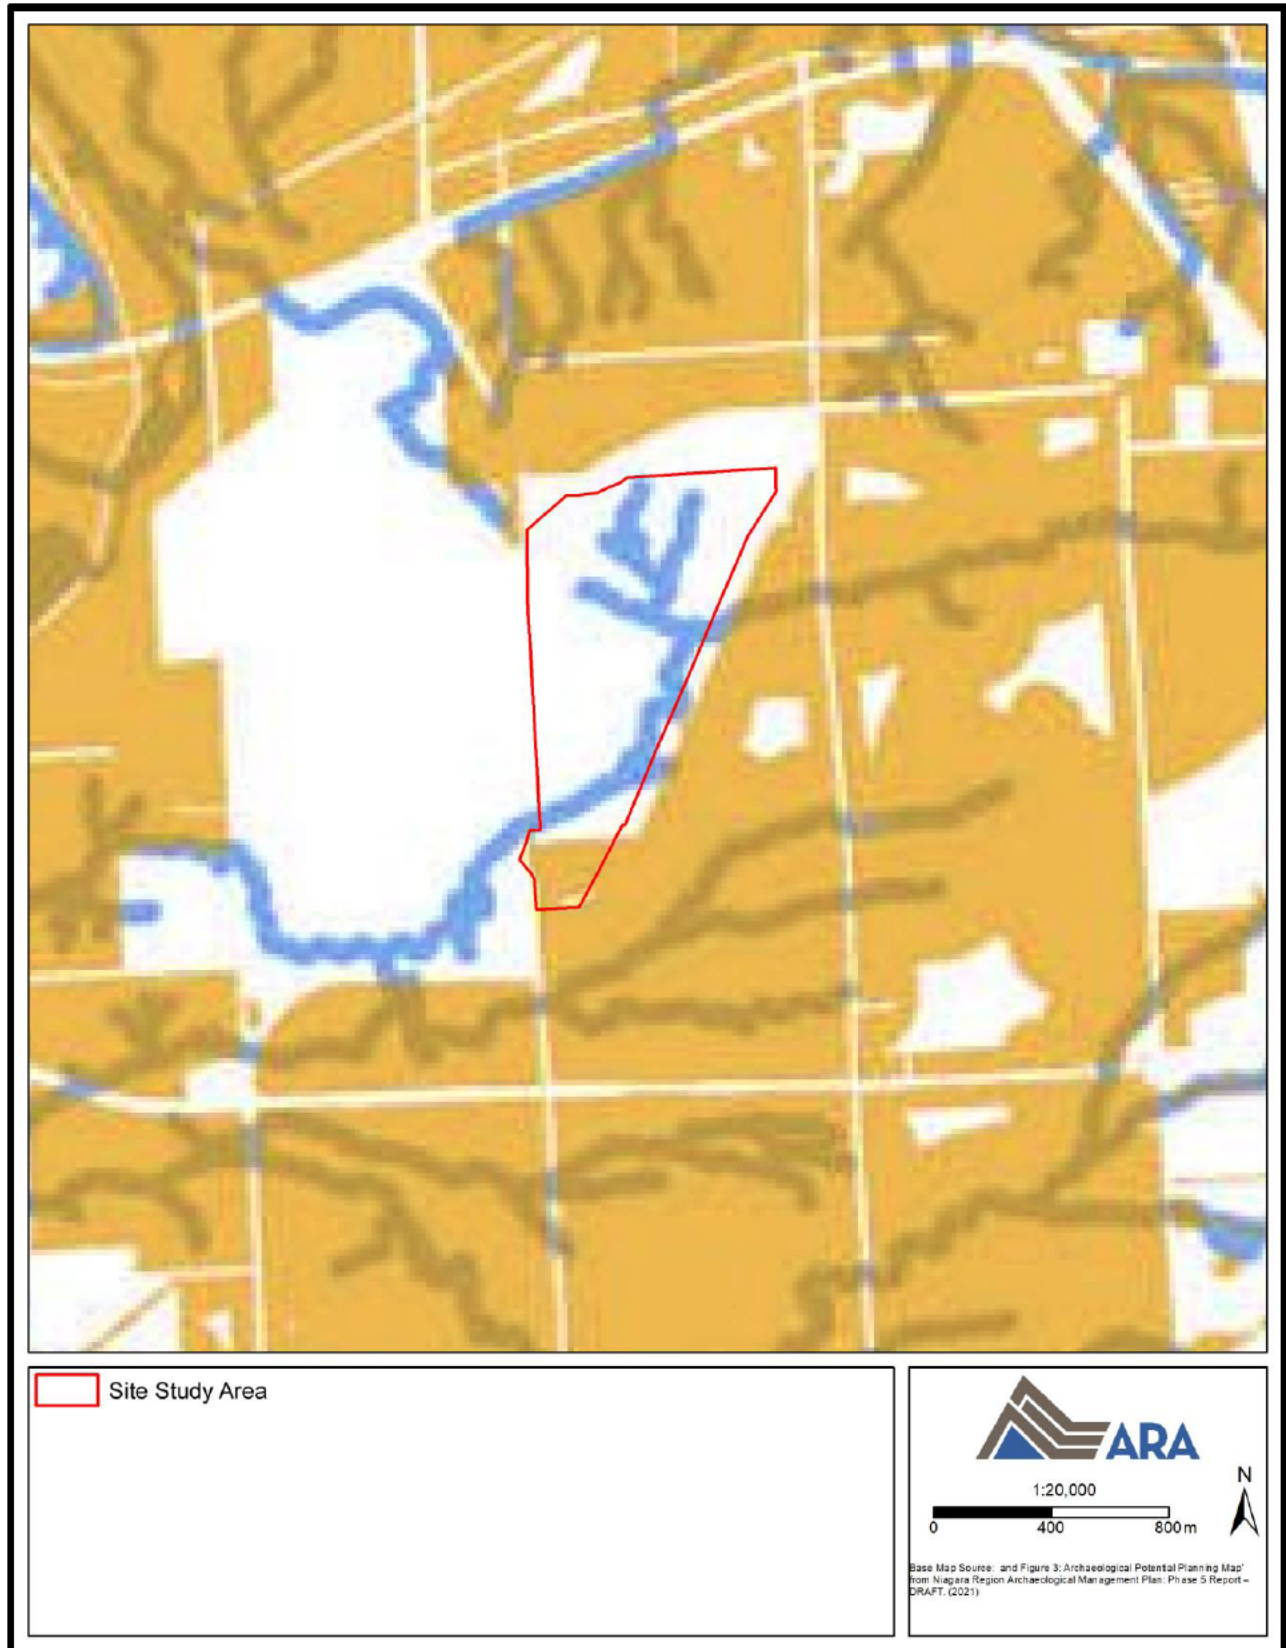 Site Study Area
ARA
N
1:20,000
0 400 800 m
Base Map Source: and Figure 3: Archaeological Potential Planning Map'
from Niagara Region Archaeological Management Plan: Phase 5 Report –
DRAFT. (2021)